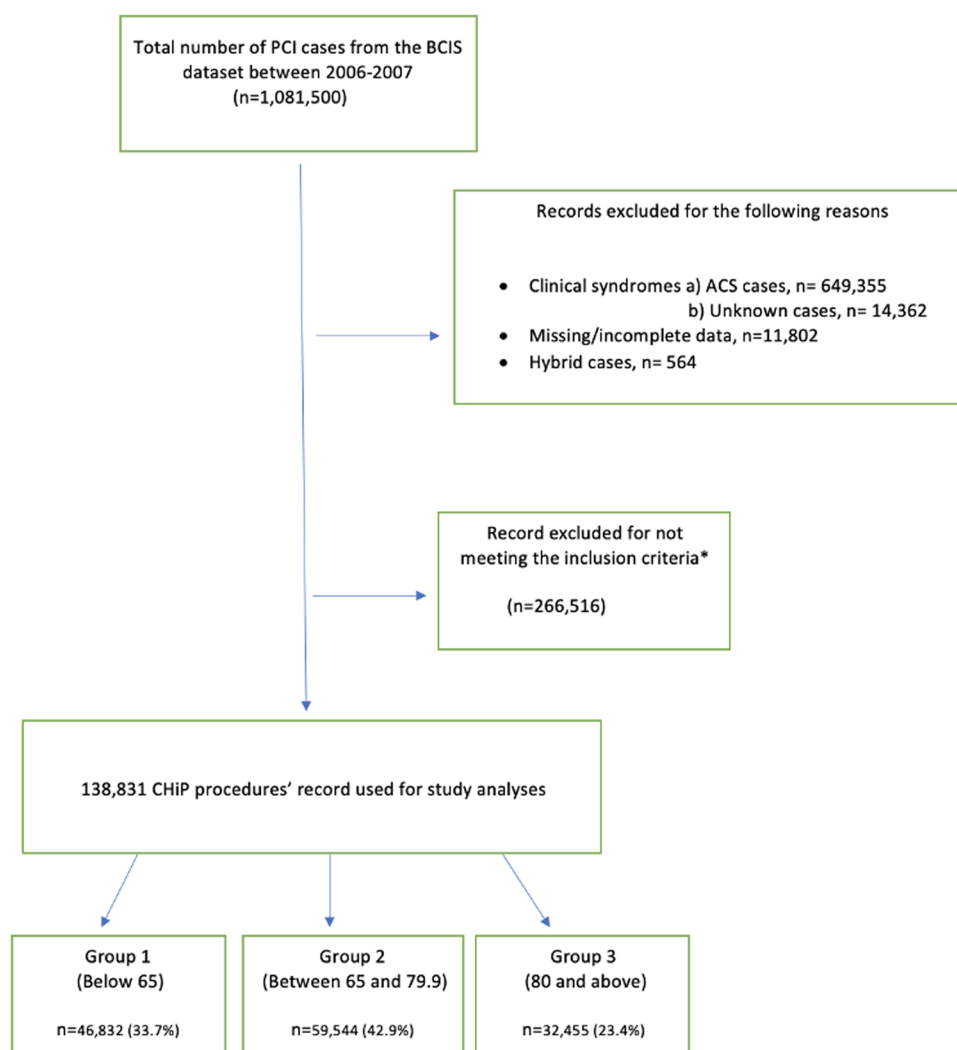 Total number of PCI cases from the BCIS
dataset between 2006-2007
(n=1,081,500)
Records excluded for the following reasons
• Clinical syndromes a) ACS cases, n= 649,355
b) Unknown cases, n= 14,362
• Missing/incomplete data, n=11,802
• Hybrid cases, n= 564
Record excluded for not
meeting the inclusion criteria*
(n=266,516)
138,831 CHiP procedures’ record used for study analyses
Group 1
(Below 65)
n=46,832 (33.7%)
Group 2
(Between 65 and 79.9)
n=59,544 (42.9%)
Group 3
(80 and above)
n=32,455 (23.4%)